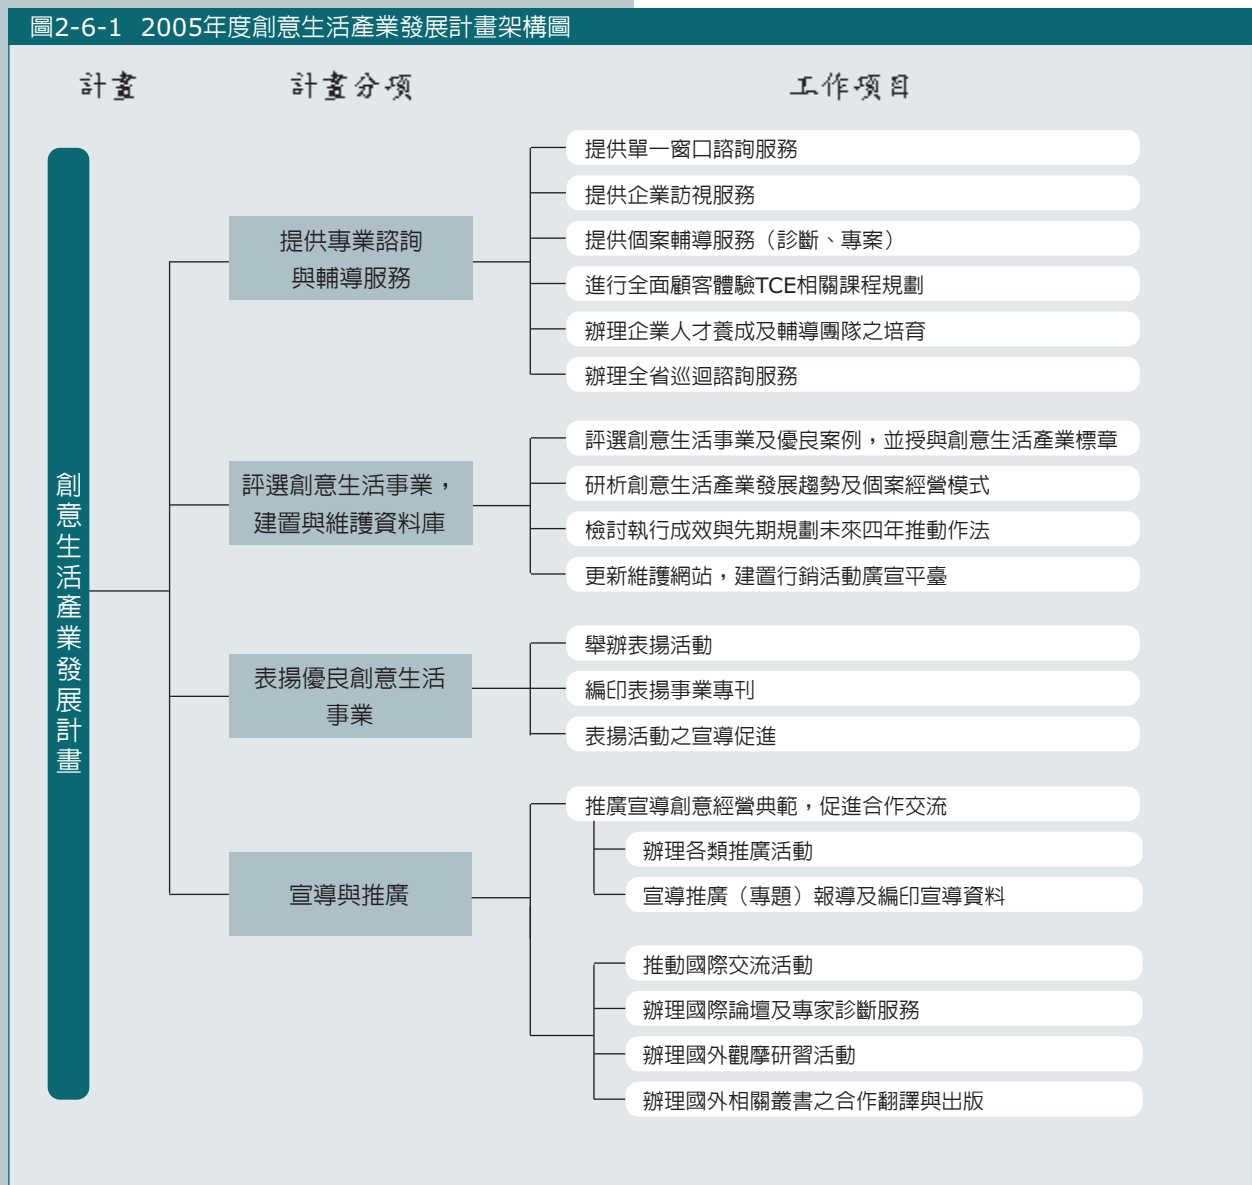 圖2-6-1 2005年度創意生活產業發展計畫架構圖
計畫
計畫分項
工作項目
創意生活產業發展計畫
提供專業諮詢
與輔導服務
提供單一窗口諮詢服務
提供企業訪視服務
提供個案輔導服務（診斷、專案）
進行全面顧客體驗TCE相關課程規劃
辦理企業人才養成及輔導團隊之培育
辦理全省巡迴諮詢服務
評選創意生活事業，
建置與維護資料庫
評選創意生活事業及優良案例，並授與創意生活產業標章
研析創意生活產業發展趨勢及個案經營模式
檢討執行成效與先期規劃未來四年推動作法
更新維護網站，建置行銷活動廣宣平臺
表揚優良創意生活
事業
舉辦表揚活動
編印表揚事業專刊
表揚活動之宣導促進
宣導與推廣
推廣宣導創意經營典範，促進合作交流
辦理各類推廣活動
宣導推廣（專題）報導及編印宣導資料
推動國際交流活動
辦理國際論壇及專家診斷服務
辦理國外觀摩研習活動
辦理國外相關叢書之合作翻譯與出版